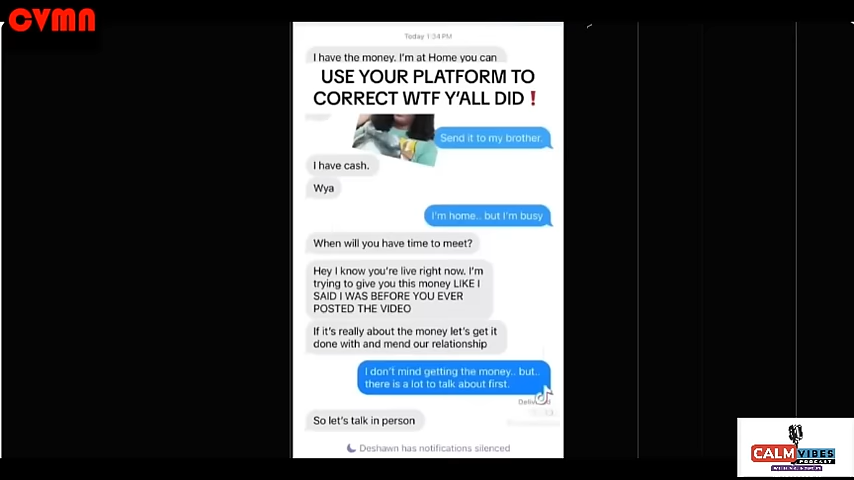 CVMN
Today 1:34 PM
I have the money. I'm at Home you can
USE YOUR PLATFORM TO
CORRECT WTF Y'ALL DID❗
Send it to my brother.
I have cash.
Wya
I'm home.. but I'm busy
When will you have time to meet?
Hey I know you're live right now. I'm
trying to give you this money LIKE I
SAID I WAS BEFORE YOU EVER
POSTED THE VIDEO
If it's really about the money let's get it
done with and mend our relationship
I don't mind getting the money.. but..
there is a lot to talk about first.
So let's talk in person
Deshawn has notifications silenced
CALM
VIBES
PODCAST